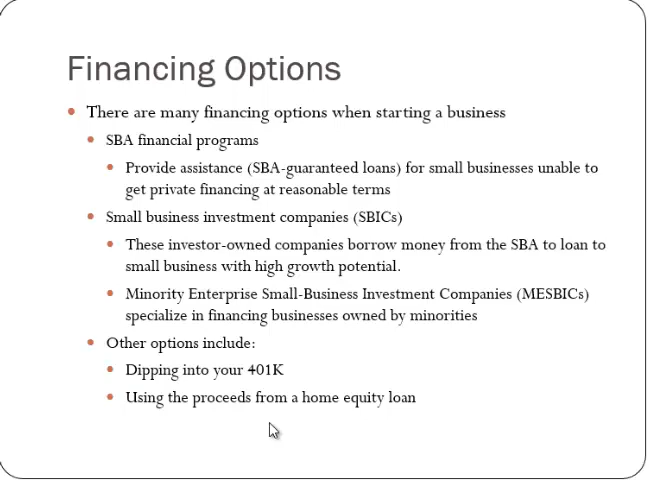 Financing Options
There are many financing options when starting a business
SBA financial programs
Provide assistance (SBA-guaranteed loans) for small businesses unable to
get private financing at reasonable terms
Small business investment companies (SBICs)
These investor-owned companies borrow money from the SBA to loan to
small business with high growth potential.
Minority Enterprise Small-Business Investment Companies (MESBICs)
specialize in financing businesses owned by minorities
Other options include:
Dipping into your 401K
Using the proceeds from a home equity loan